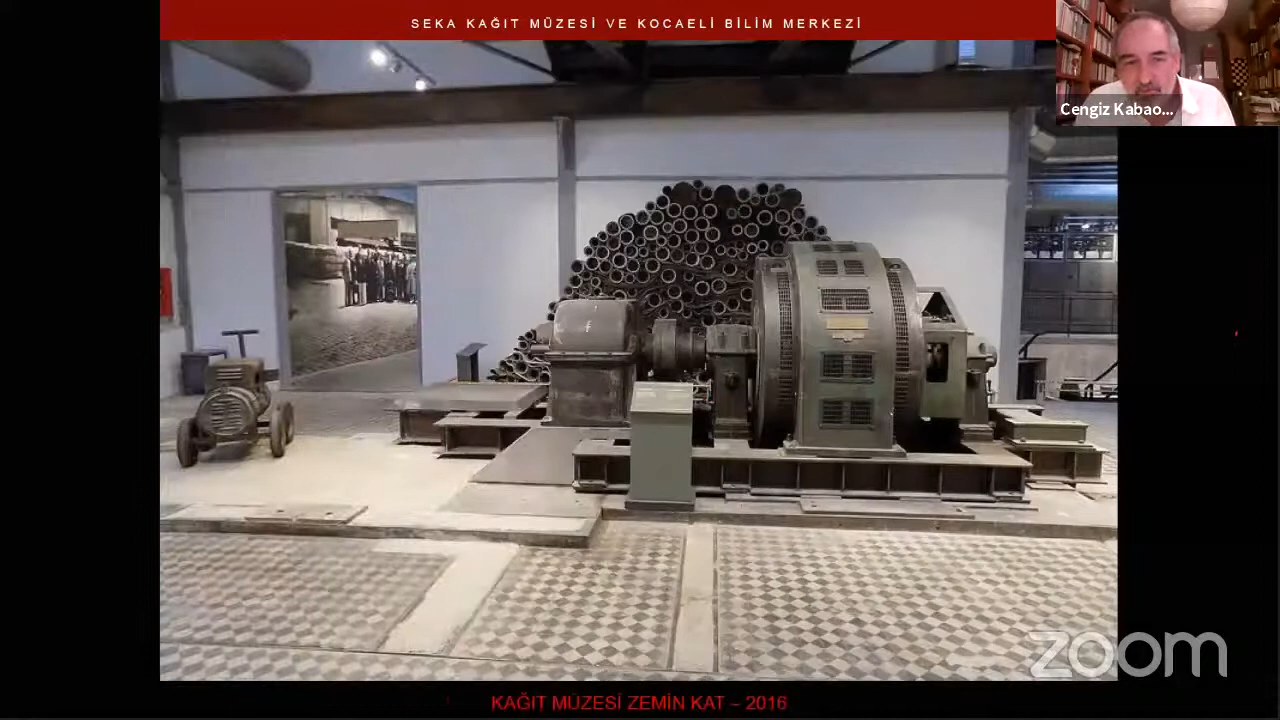 SEKA KAĞIT MÜZESİ VE KOCAELİ BİLİM MERKEZİ
Cengiz Kabao...
zoom
KAĞIT MÜZESİ ZEMİN KAT – 2016